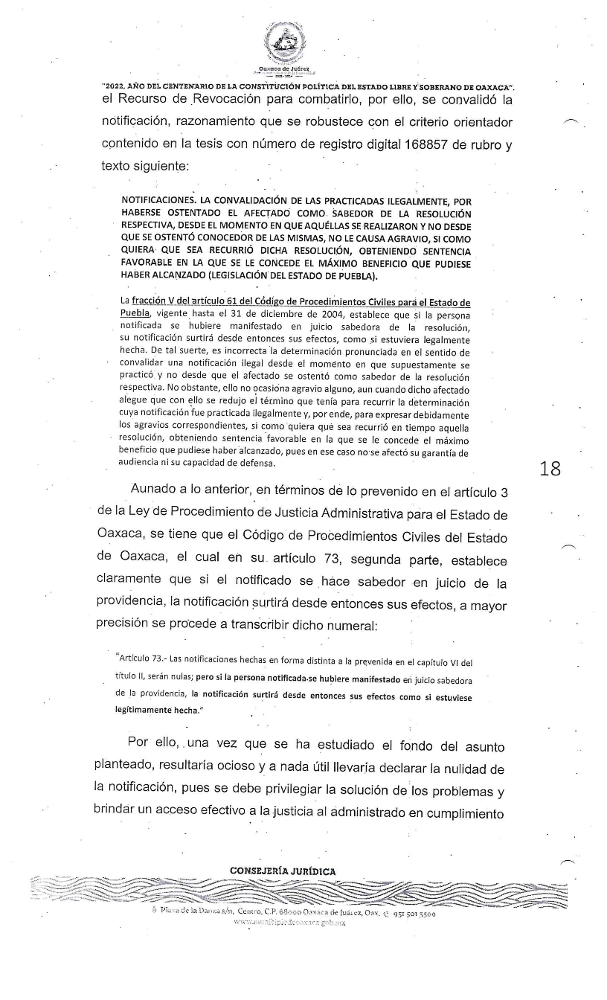 Oaxaca de Juárez
2022 - 2024
"2022, AÑO DEL CENTENARIO DE LA CONSTITUCIÓN POLÍTICA DEL ESTADO LIBRE Y SOBERANO DE OAXACA".
el Recurso de Revocación para combatirlo, por ello, se convalidó la
notificación, razonamiento que se robustece con el criterio orientador
contenido en la tesis con número de registro digital 168857 de rubro y
texto siguiente:
NOTIFICACIONES. LA CONVALIDACIÓN DE LAS PRACTICADAS ILEGALMENTE, POR
HABERSE OSTENTADO EL AFECTADO COMO SABEDOR DE LA RESOLUCIÓN
RESPECTIVA, DESDE EL MOMENTO EN QUE AQUÉLLAS SE REALIZARON Y NO DESDE
QUE SE OSTENTÓ CONOCEDOR DE LAS MISMAS, NO LE CAUSA AGRAVIO, SI COMO
QUIERA QUE SEA RECURRIÓ DICHA RESOLUCIÓN, OBTENIENDO SENTENCIA
FAVORABLE EN LA QUE SE LE CONCEDE EL MÁXIMO BENEFICIO QUE PUDIESE
HABER ALCANZADO (LEGISLACIÓN DEL ESTADO DE PUEBLA).
La fracción V del artículo 61 del Código de Procedimientos Civiles para el Estado de
Puebla, vigente hasta el 31 de diciembre de 2004, establece que si la persona
notificada se hubiere manifestado en juicio sabedora de la resolución,
su notificación surtirá desde entonces sus efectos, como si estuviera legalmente
hecha. De tal suerte, es incorrecta la determinación pronunciada en el sentido de
convalidar una notificación ilegal desde el momento en que supuestamente se
practicó y no desde que el afectado se ostentó como sabedor de la resolución
respectiva. No obstante, ello no ocasiona agravio alguno, aun cuando dicho afectado
alegue que con ello se redujo el término que tenía para recurrir la determinación
cuya notificación fue practicada ilegalmente y, por ende, para expresar debidamente
los agravios correspondientes, si como quiera que sea recurrió en tiempo aquella
resolución, obteniendo sentencia favorable en la que se le concede el máximo
beneficio que pudiese haber alcanzado, pues en ese caso no se afectó su garantía de
audiencia ni su capacidad de defensa.
18
Aunado a lo anterior, en términos de lo prevenido en el artículo 3
de la Ley de Procedimiento de Justicia Administrativa para el Estado de
Oaxaca, se tiene que el Código de Procedimientos Civiles del Estado
de Oaxaca, el cual en su artículo 73, segunda parte, establece
claramente que si el notificado se hace sabedor en juicio de la
providencia, la notificación surtirá desde entonces sus efectos, a mayor
precisión se procede a transcribir dicho numeral:
"Artículo 73.- Las notificaciones hechas en forma distinta a la prevenida en el capítulo VI del
título II, serán nulas; pero si la persona notificada se hubiere manifestado en juicio sabedora
de la providencia, la notificación surtirá desde entonces sus efectos como si estuviese
legítimamente hecha."
Por ello, una vez que se ha estudiado el fondo del asunto
planteado, resultaría ocioso y a nada útil llevaría declarar la nulidad de
la notificación, pues se debe privilegiar la solución de los problemas y
brindar un acceso efectivo a la justicia al administrado en cumplimiento
CONSEJERÍA JURÍDICA
Plaza de la Danza s/n, Centro, C.P. 68000 Oaxaca de Juárez, Oax. 951 501 5500
www.municipiodeoaxaca.gob.mx